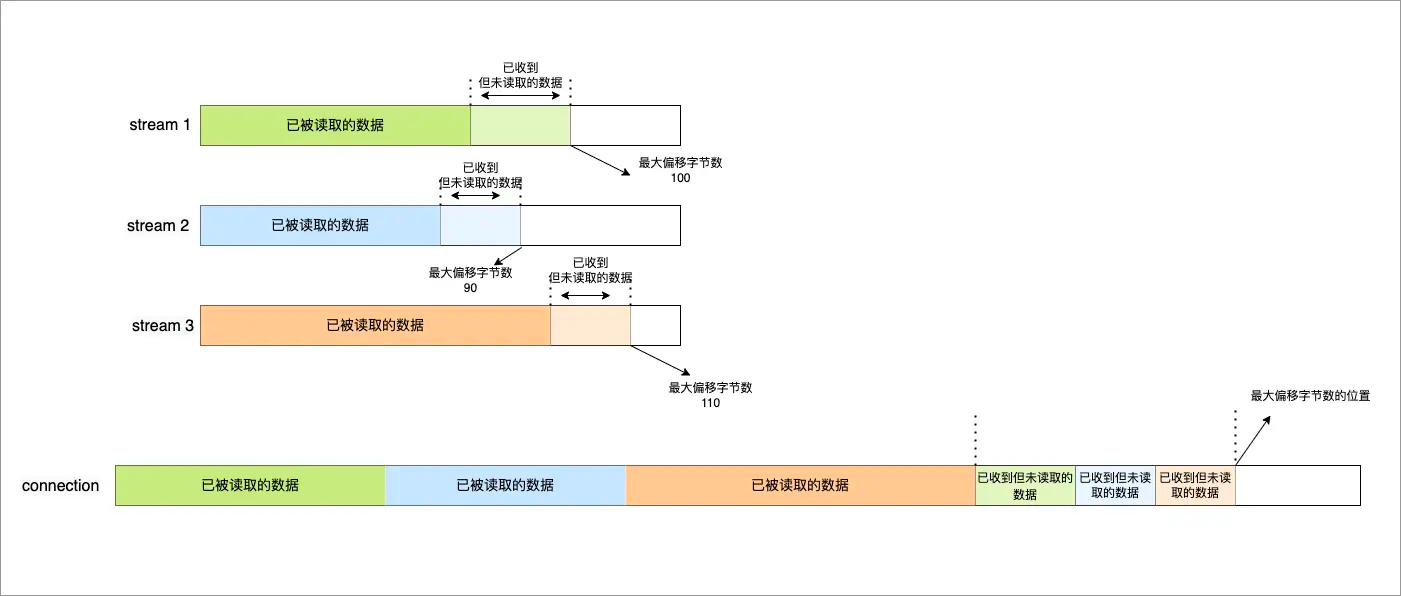 已收到
但未读取的数据
stream 1
已被读取的数据
最大偏移字节数
100
已收到
但未读取的数据
stream 2
已被读取的数据
最大偏移字节数
90
已收到
但未读取的数据
stream 3
已被读取的数据
最大偏移字节数
110
最大偏移字节数的位置
connection
已被读取的数据
已被读取的数据
已被读取的数据
已收到但未读取的
数据
已收到但未读
取的数据
已收到但未读
取的数据